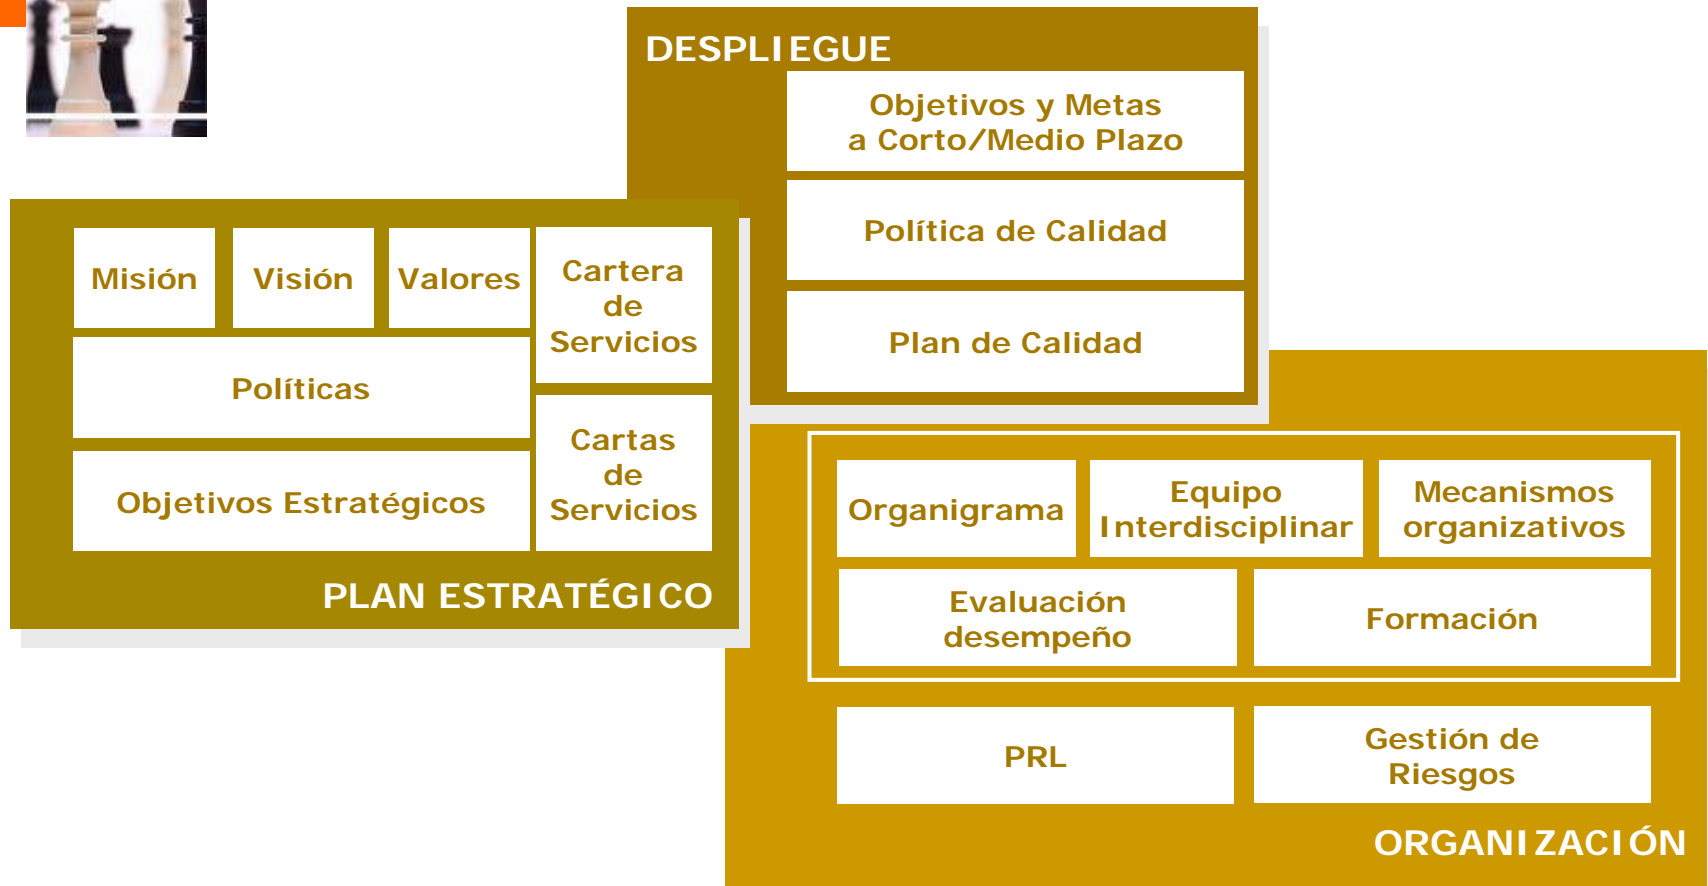 DESPLIEGUE
Objetivos y Metas
a Corto/Medio Plazo
Política de Calidad
Plan de Calidad
Misión
Visión
Valores
Cartera
de
Servicios
Políticas
Cartas
de
Servicios
Objetivos Estratégicos
PLAN ESTRATÉGICO
Organigrama
Equipo
Interdisciplinar
Mecanismos
organizativos
Evaluación
desempeño
Formación
PRL
Gestión de
Riesgos
ORGANIZACIÓN